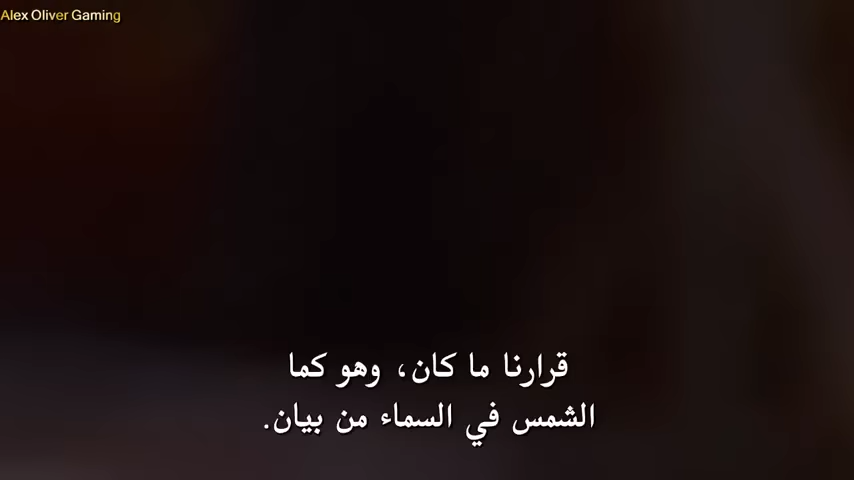 Alex Oliver Gaming
قرارنا ما كان، وهو كما
الشمس في السماء من بيان.